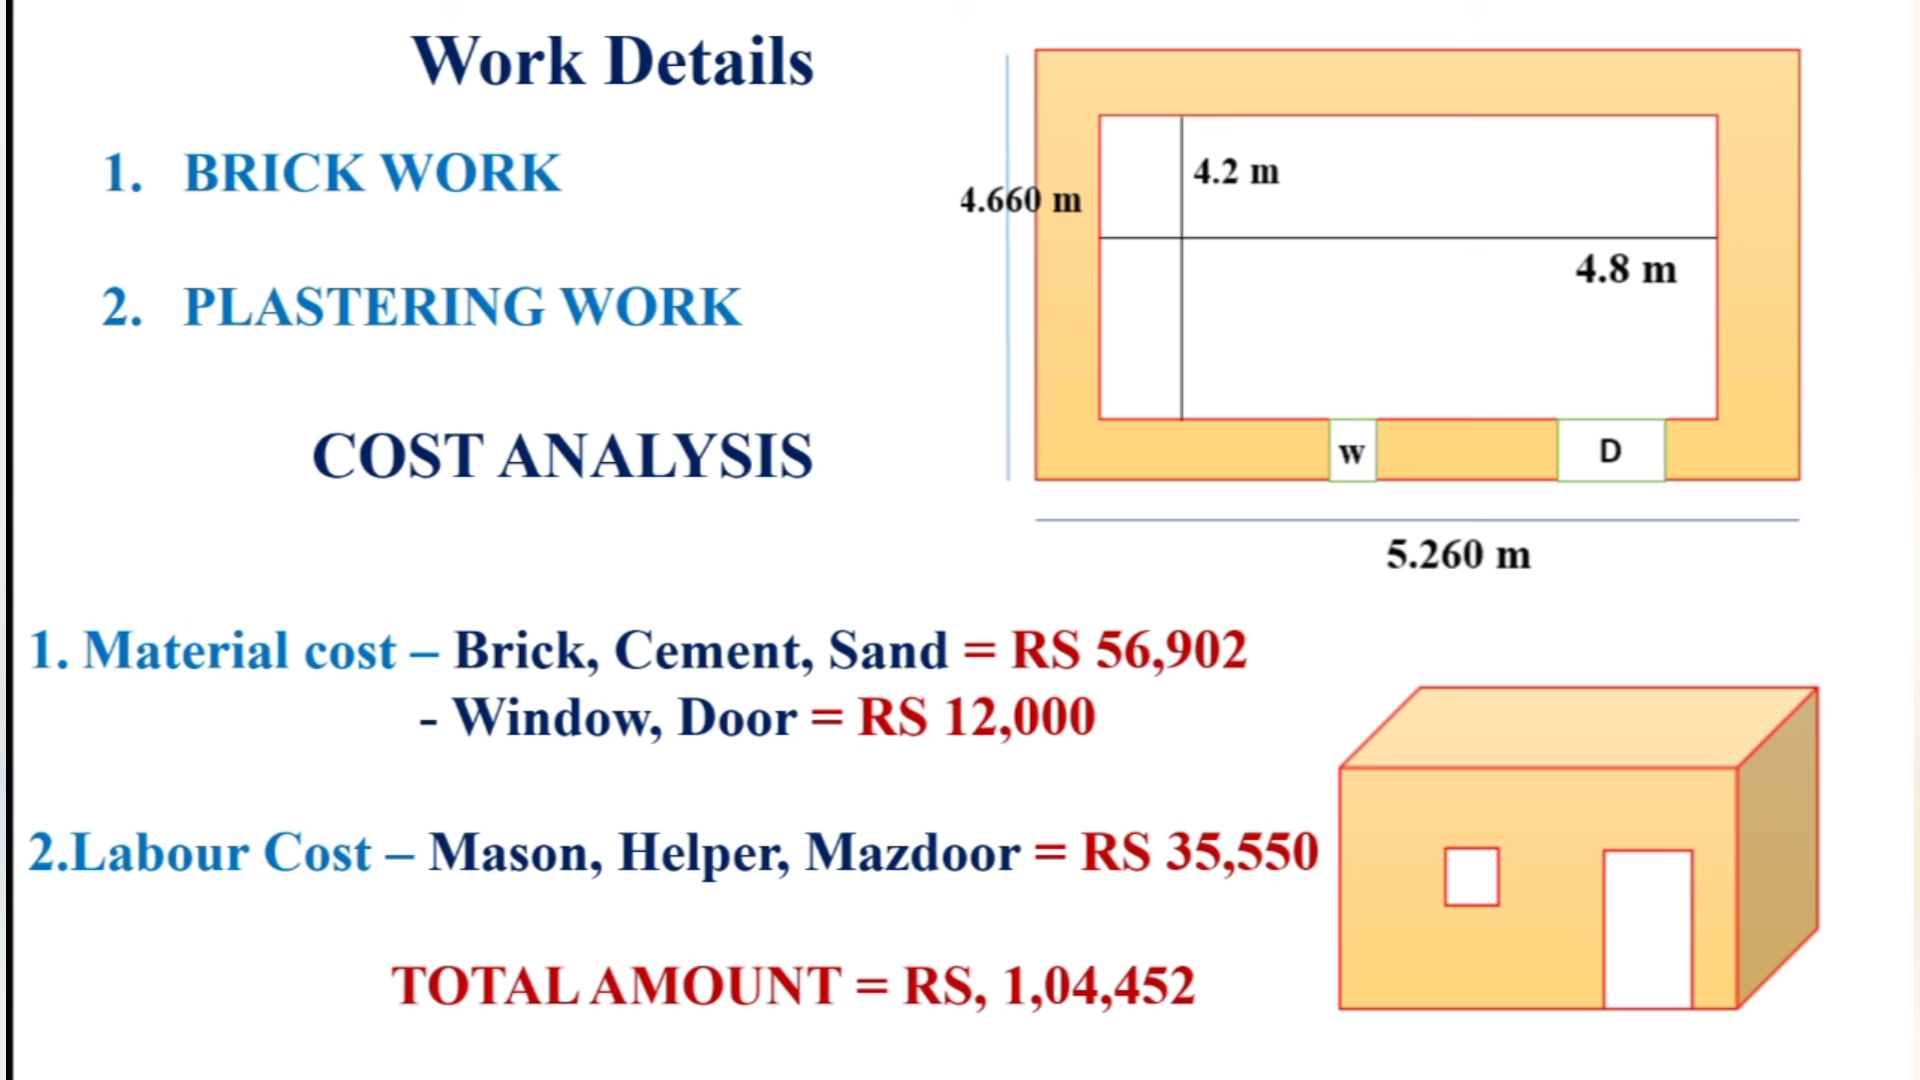 Work Details
1. BRICK WORK
2. PLASTERING WORK
COST ANALYSIS
4.2 m
4.660 m
4.8 m
w
D
5.260 m
1. Material cost – Brick, Cement, Sand = RS 56,902
- Window, Door = RS 12,000
2.Labour Cost – Mason, Helper, Mazdoor = RS 35,550
TOTAL AMOUNT = RS, 1,04,452